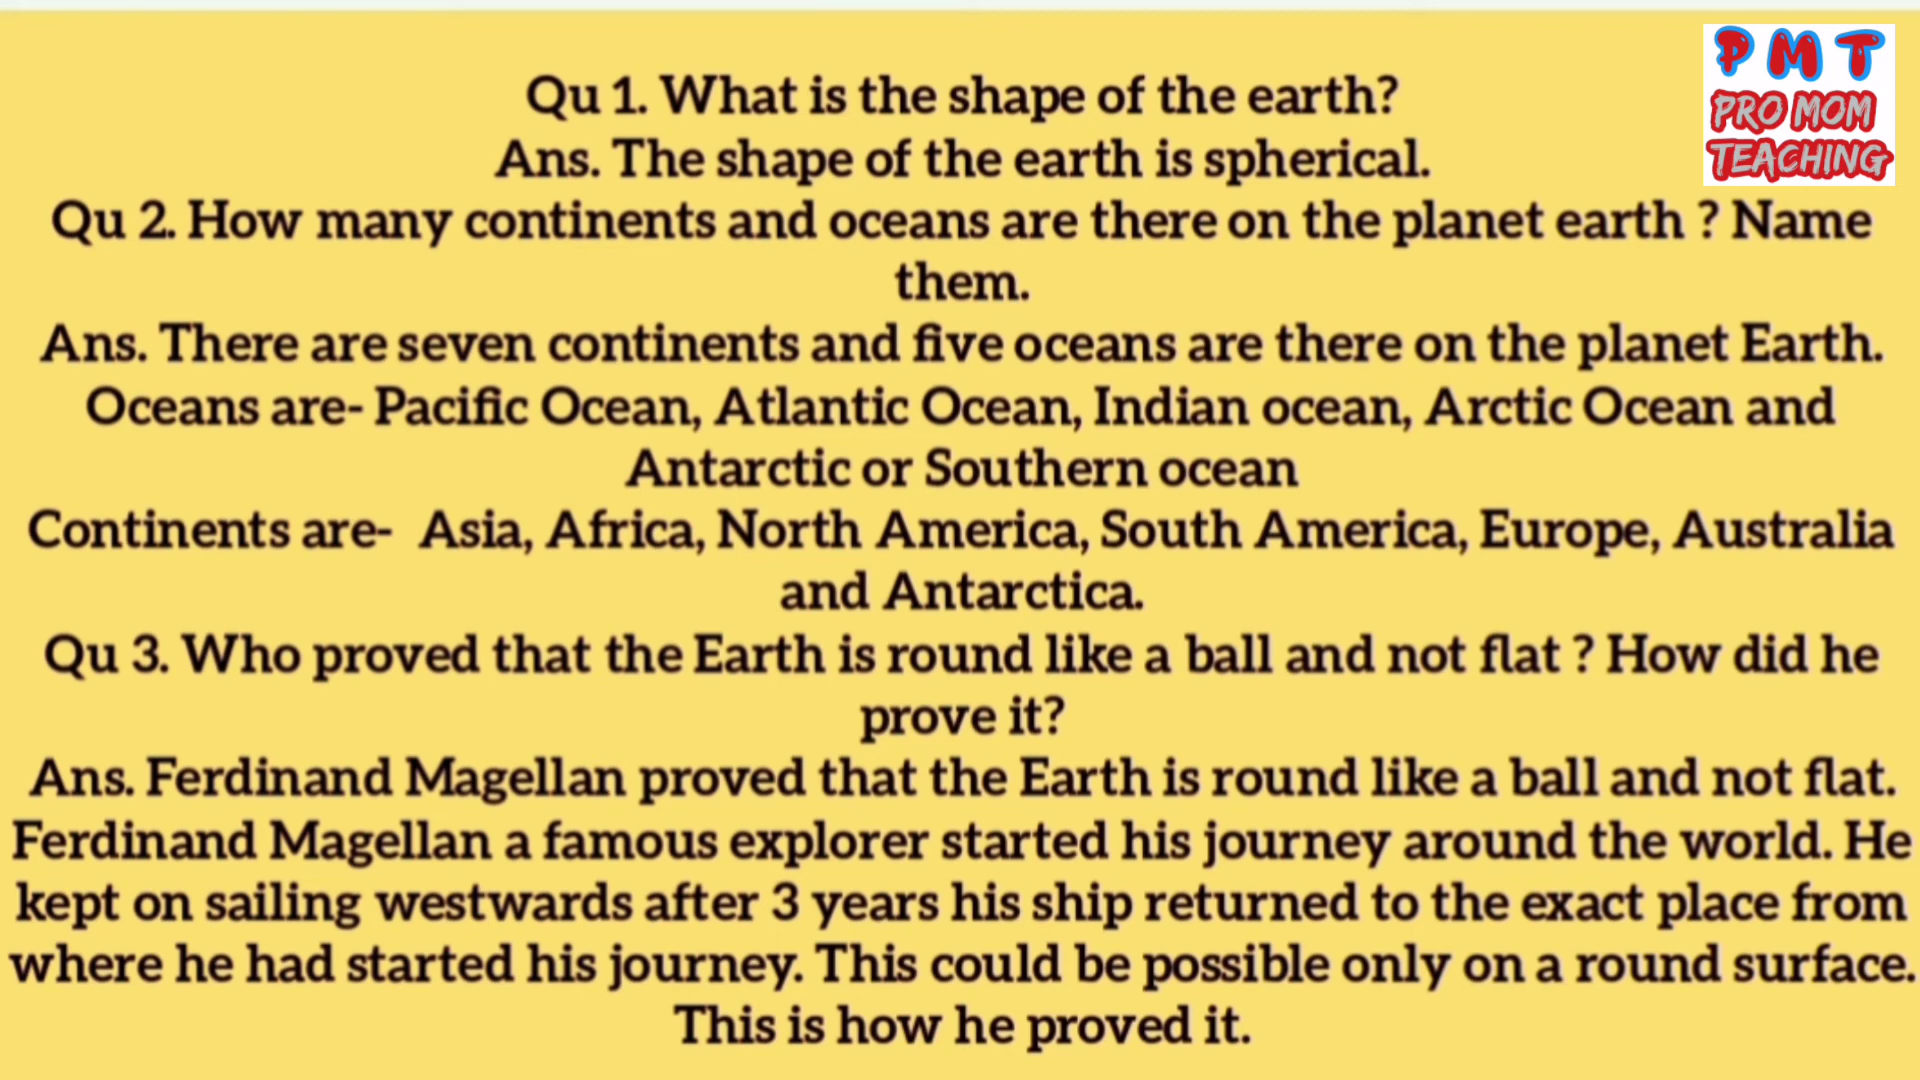 P M T
PRO MOM
TEACHING
Qu 1. What is the shape of the earth?
Ans. The shape of the earth is spherical.
Qu 2. How many continents and oceans are there on the planet earth ? Name
them.
Ans. There are seven continents and five oceans are there on the planet Earth.
Oceans are- Pacific Ocean, Atlantic Ocean, Indian ocean, Arctic Ocean and
Antarctic or Southern ocean
Continents are-  Asia, Africa, North America, South America, Europe, Australia
and Antarctica.
Qu 3. Who proved that the Earth is round like a ball and not flat ? How did he
prove it?
Ans. Ferdinand Magellan proved that the Earth is round like a ball and not flat.
Ferdinand Magellan a famous explorer started his journey around the world. He
kept on sailing westwards after 3 years his ship returned to the exact place from
where he had started his journey. This could be possible only on a round surface.
This is how he proved it.